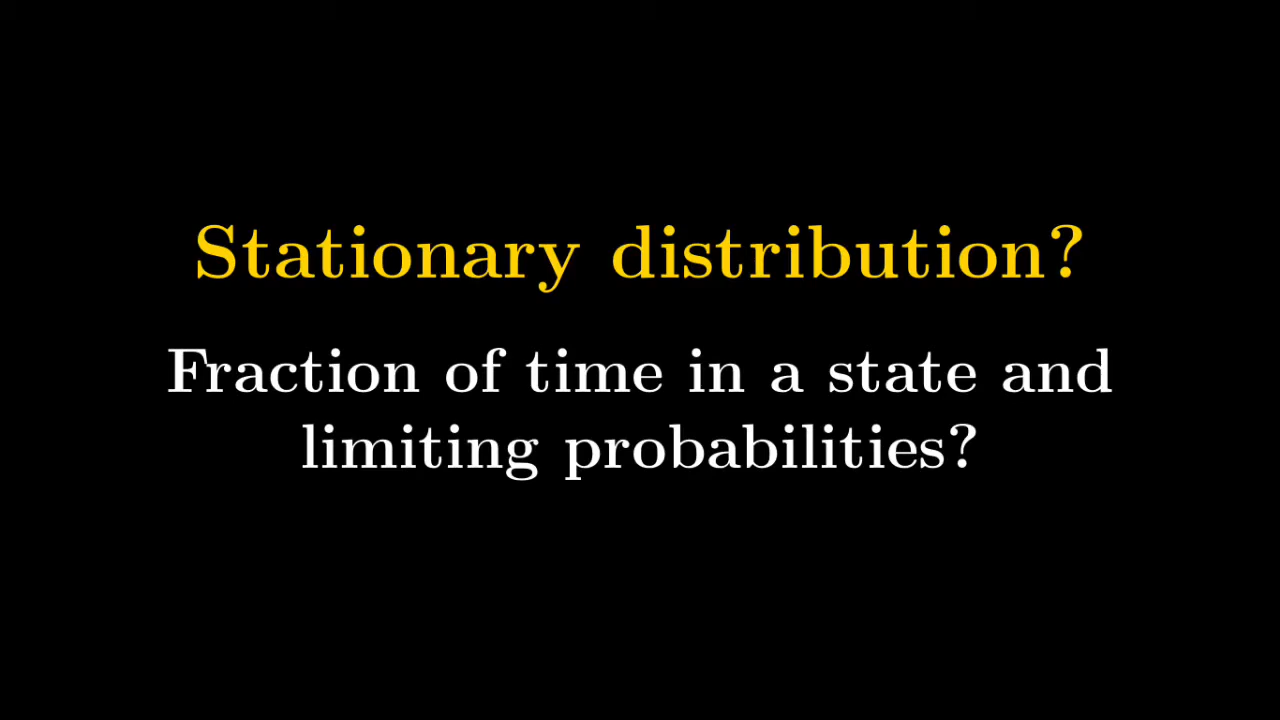 Stationary distribution?
Fraction of time in a state and
limiting probabilities?